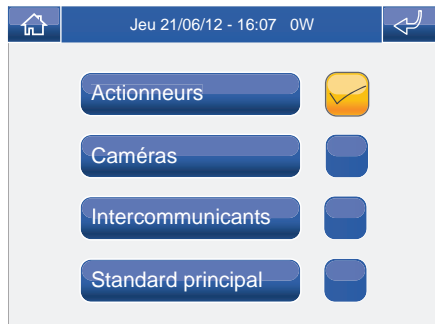 Jeu 21/06/12 - 16:07 0W
Actionneurs
Caméras
Intercommunicants
Standard principal